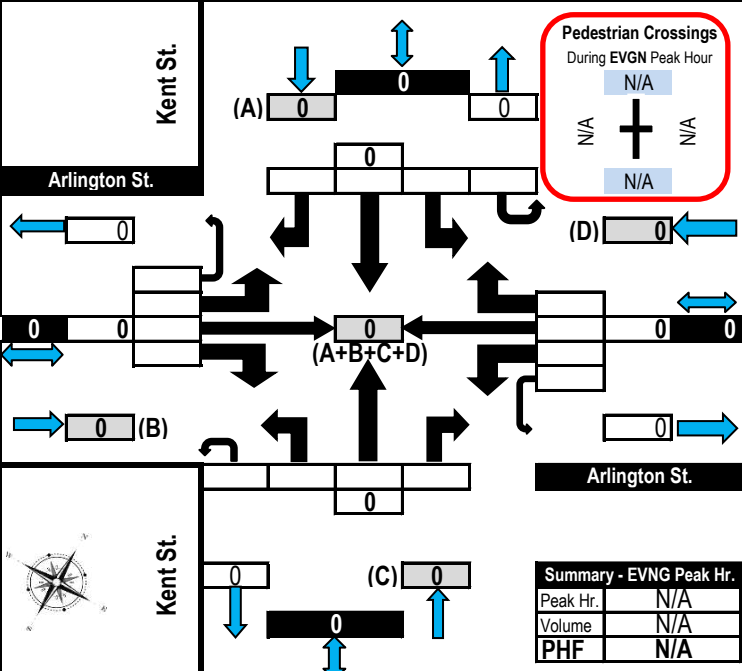 Kent St.
0
(A)
0
0
Pedestrian Crossings
During EVGN Peak Hour
N/A
N/A
N/A
N/A
0
Arlington St.
0
(D)
0
0
0
0
(A+B+C+D)
0
0
0
(B)
0
Arlington St.
0
Kent St.
0
(C)
0
0
Summary - EVNG Peak Hr.
Peak Hr. N/A
Volume N/A
PHF N/A